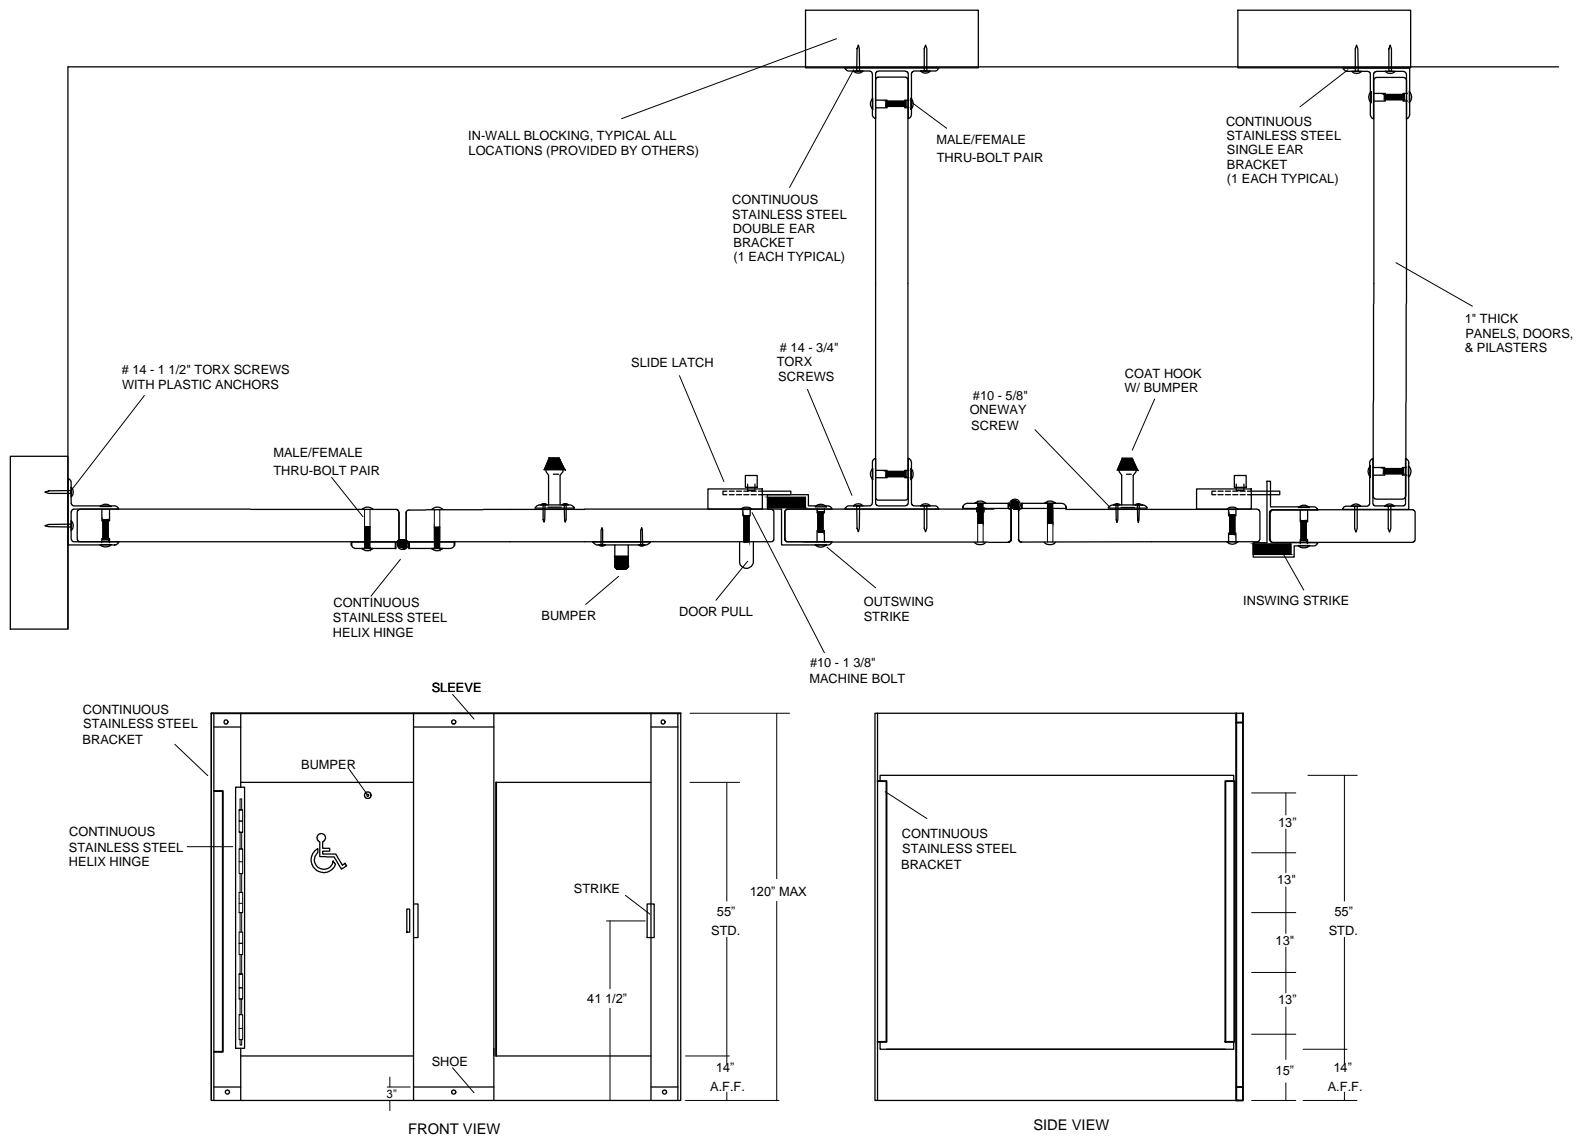 IN-WALL BLOCKING, TYPICAL ALL
LOCATIONS (PROVIDED BY OTHERS)
MALE/FEMALE
THRU-BOLT PAIR
CONTINUOUS
STAINLESS STEEL
SINGLE EAR
BRACKET
(1 EACH TYPICAL)
CONTINUOUS
STAINLESS STEEL
DOUBLE EAR
BRACKET
(1 EACH TYPICAL)
1" THICK
PANELS, DOORS,
& PILASTERS
# 14 - 1 1/2" TORX SCREWS
WITH PLASTIC ANCHORS
SLIDE LATCH
# 14 - 3/4"
TORX
SCREWS
COAT HOOK
W/ BUMPER
#10 - 5/8"
ONEWAY
SCREW
MALE/FEMALE
THRU-BOLT PAIR
CONTINUOUS
STAINLESS STEEL
HELIX HINGE
BUMPER
DOOR PULL
OUTSWING
STRIKE
INSWING STRIKE
#10 - 1 3/8"
MACHINE BOLT
SLEEVE
CONTINUOUS
STAINLESS STEEL
BRACKET
BUMPER
CONTINUOUS
STAINLESS STEEL
HELIX HINGE
STRIKE
120” MAX
55”
STD.
41 1/2”
SHOE
3”
14”
A.F.F.
FRONT VIEW
CONTINUOUS
STAINLESS STEEL
BRACKET
13”
13”
13”
13”
15”
55”
STD.
14”
A.F.F.
SIDE VIEW